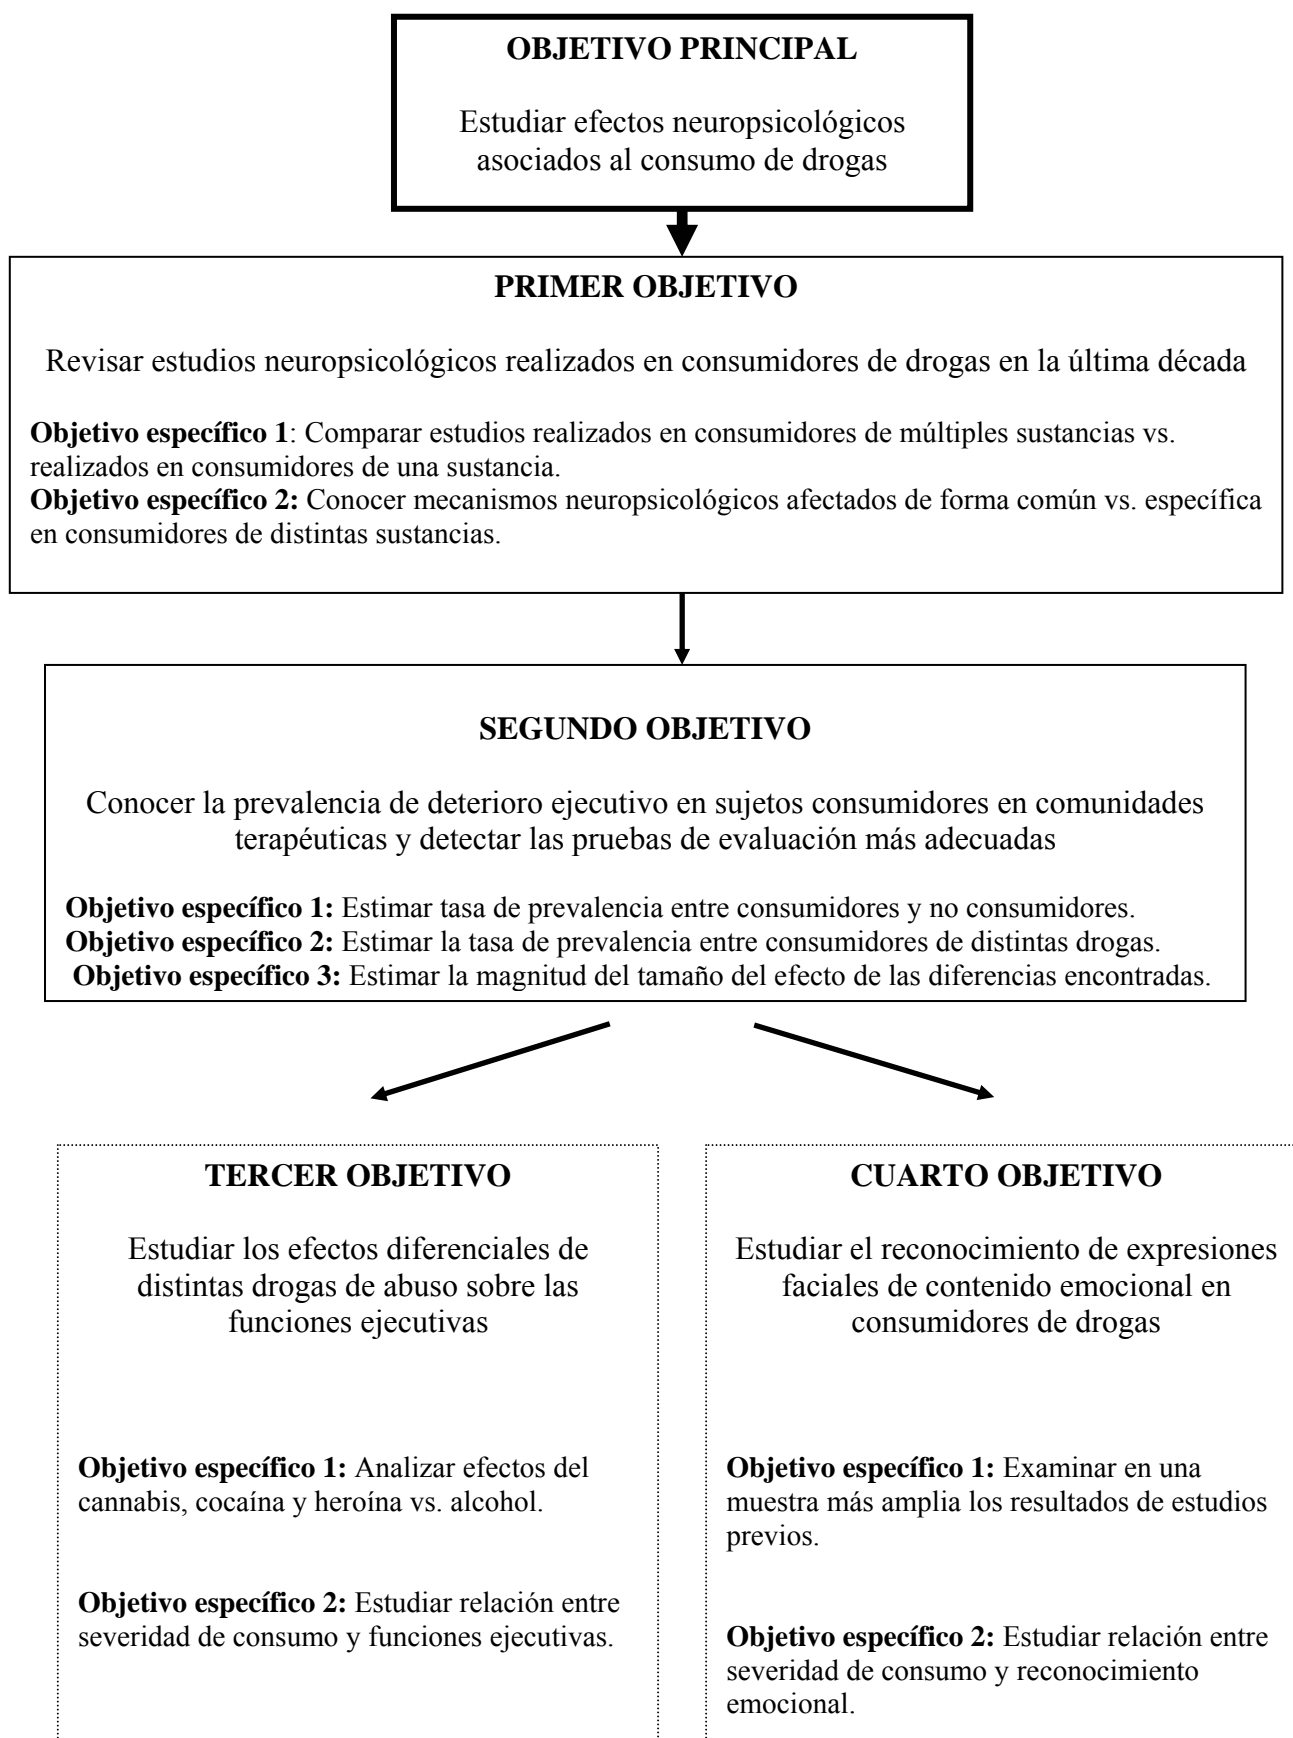 OBJETIVO PRINCIPAL
Estudiar efectos neuropsicológicos
asociados al consumo de drogas
PRIMER OBJETIVO
Revisar estudios neuropsicológicos realizados en consumidores de drogas en la última década
Objetivo específico 1: Comparar estudios realizados en consumidores de múltiples sustancias vs.
realizados en consumidores de una sustancia.
Objetivo específico 2: Conocer mecanismos neuropsicológicos afectados de forma común vs. específica
en consumidores de distintas sustancias.
SEGUNDO OBJETIVO
Conocer la prevalencia de deterioro ejecutivo en sujetos consumidores en comunidades
terapéuticas y detectar las pruebas de evaluación más adecuadas
Objetivo específico 1: Estimar tasa de prevalencia entre consumidores y no consumidores.
Objetivo específico 2: Estimar la tasa de prevalencia entre consumidores de distintas drogas.
Objetivo específico 3: Estimar la magnitud del tamaño del efecto de las diferencias encontradas.
TERCER OBJETIVO
Estudiar los efectos diferenciales de
distintas drogas de abuso sobre las
funciones ejecutivas
Objetivo específico 1: Analizar efectos del
cannabis, cocaína y heroína vs. alcohol.
Objetivo específico 2: Estudiar relación entre
severidad de consumo y funciones ejecutivas.
CUARTO OBJETIVO
Estudiar el reconocimiento de expresiones
faciales de contenido emocional en
consumidores de drogas
Objetivo específico 1: Examinar en una
muestra más amplia los resultados de estudios
previos.
Objetivo específico 2: Estudiar relación entre
severidad de consumo y reconocimiento
emocional.